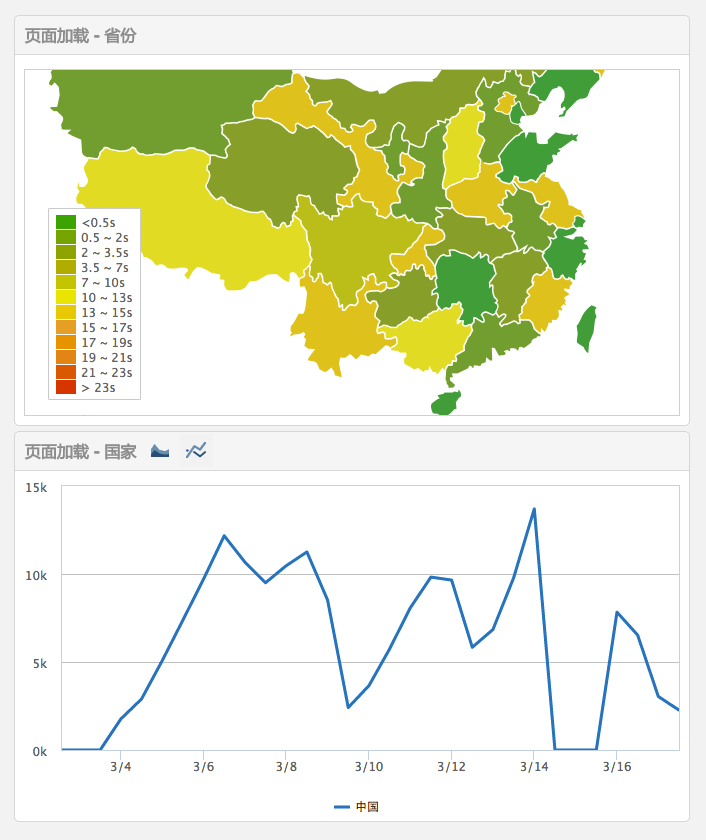 页面加载 - 省份
<0.5s
0.5 ~ 2s
2 ~ 3.5s
3.5 ~ 7s
7 ~ 10s
10 ~ 13s
13 ~ 15s
15 ~ 17s
17 ~ 19s
19 ~ 21s
21 ~ 23s
> 23s
页面加载 - 国家
15k
10k
5k
0k
3/4 3/6 3/8 3/10 3/12 3/14 3/16
中国